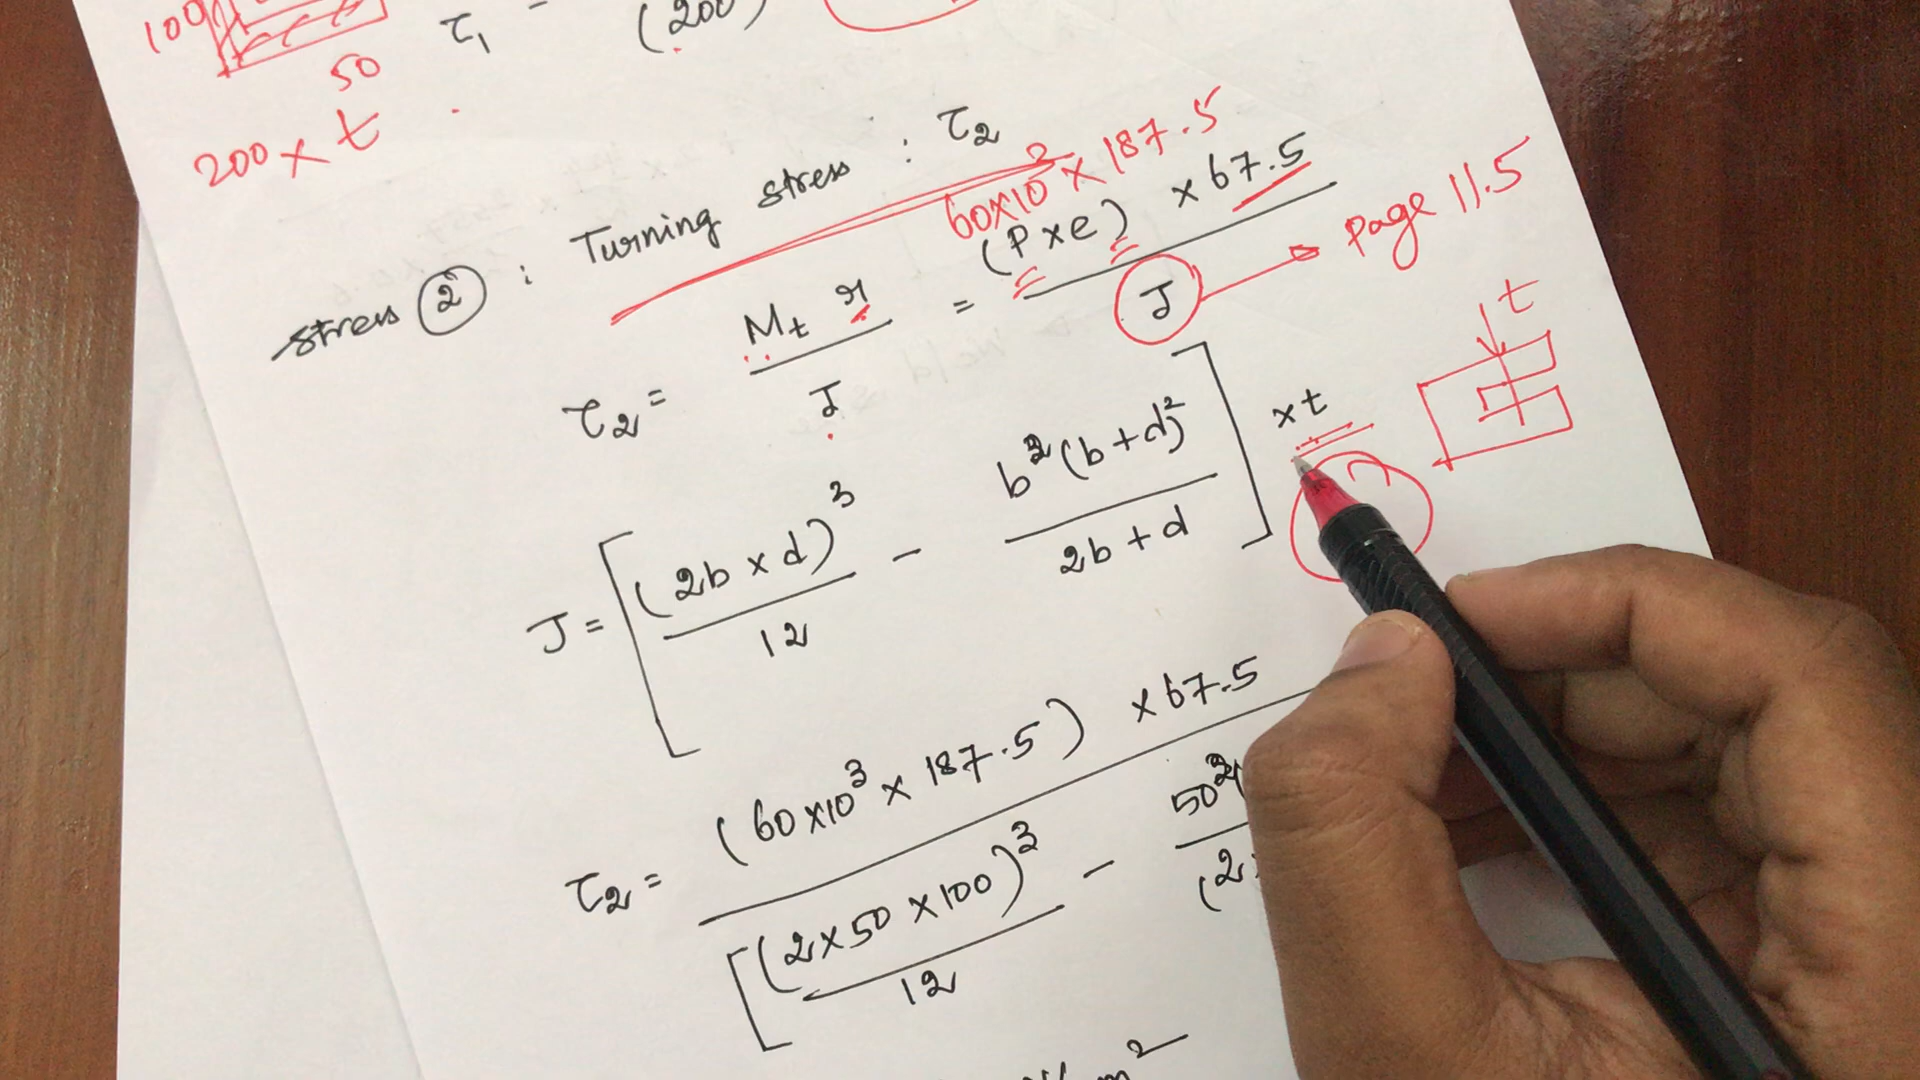 100
50
τ₁ = (200)
200 × t
stress ② : Turning stress : τ₂
60×10³ × 187.5
τ₂ = Mt r / J = (P×e) × 67.5 / J → Page 11.5
t
J = [ (2b × d)³ / 12 − b²(b+d)² / 2b + d ] × t
τ₂ = (60×10³ × 187.5) × 67.5
[ (2×50×100)³ / 12 − 50² / (2